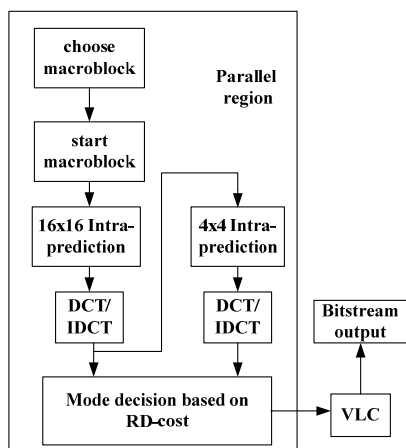 choose
macroblock
Parallel
region
start
macroblock
16x16 Intra-
prediction
4x4 Intra-
prediction
DCT/
IDCT
DCT/
IDCT
Bitstream
output
Mode decision based on
RD-cost
VLC